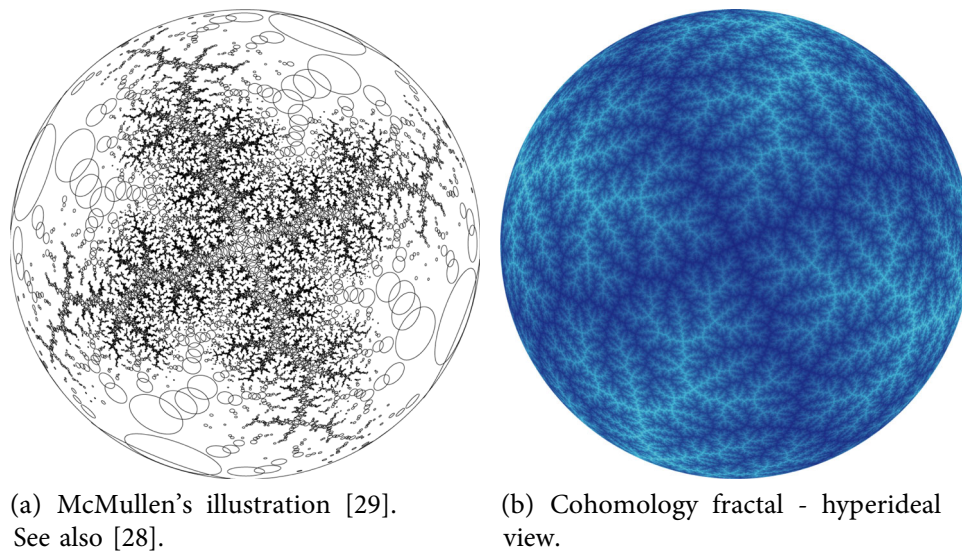 (a) McMullen's illustration [29].
See also [28].
(b) Cohomology fractal - hyperideal
view.